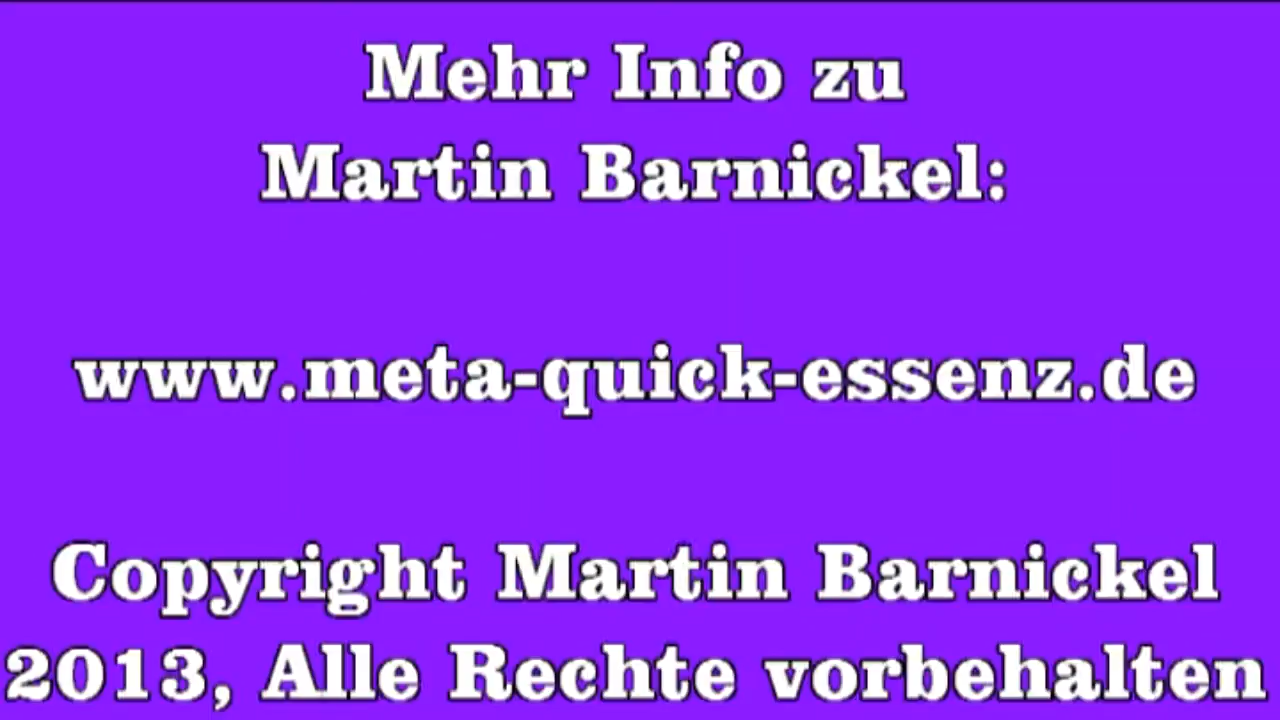 Mehr Info zu
Martin Barnickel:
www.meta-quick-essenz.de
Copyright Martin Barnickel
2013, Alle Rechte vorbehalten